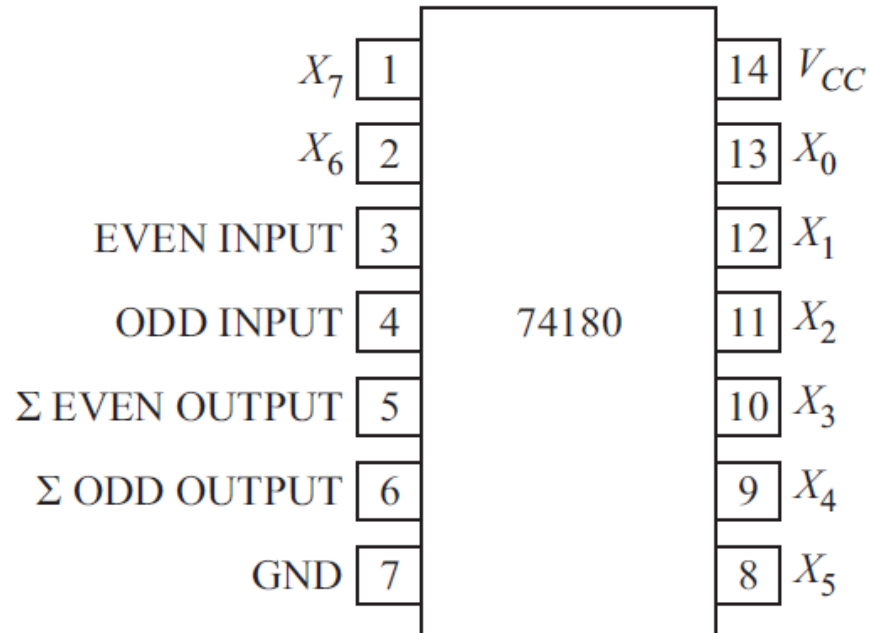 X7 1 14 VCC
X6 2 13 X0
EVEN INPUT 3 12 X1
ODD INPUT 4 74180 11 X2
Σ EVEN OUTPUT 5 10 X3
Σ ODD OUTPUT 6 9 X4
GND 7 8 X5